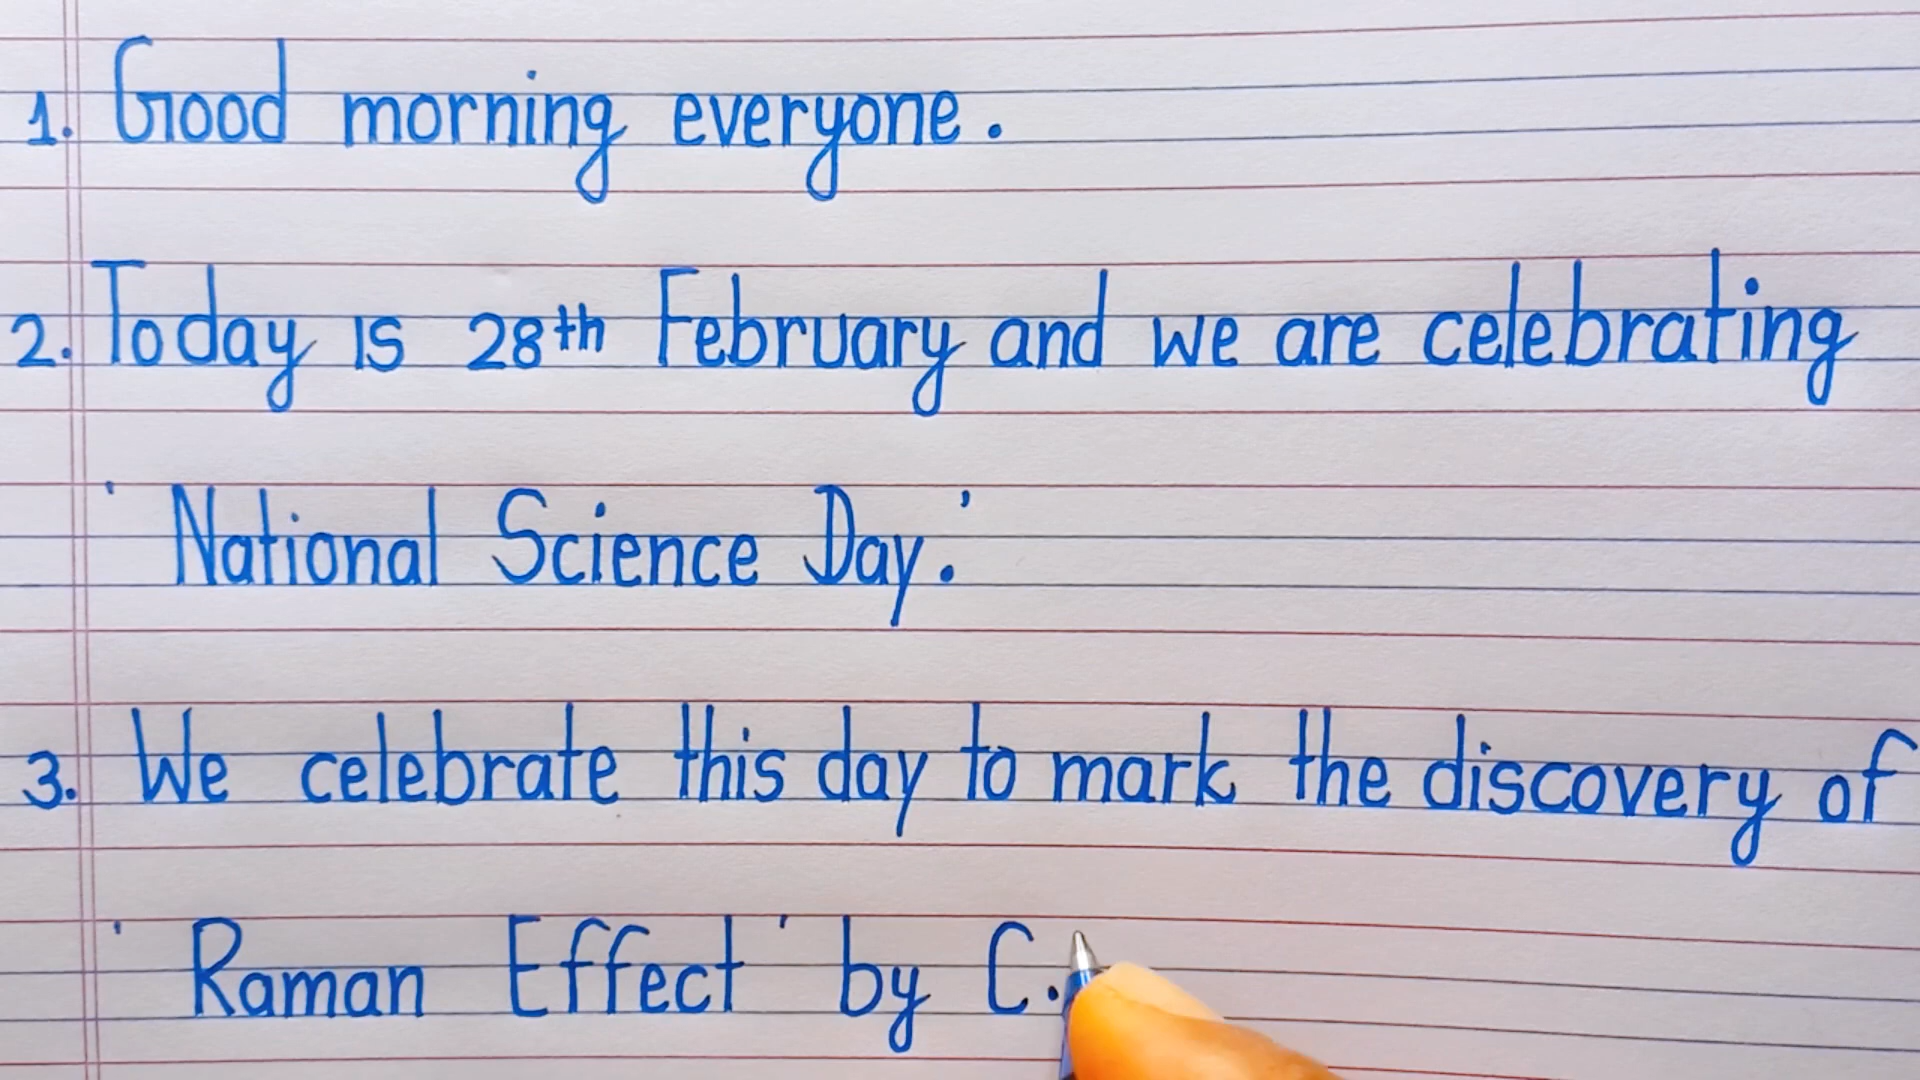 1. Good morning everyone.
2. Today is 28th February and we are celebrating
'National Science Day.'
3. We celebrate this day to mark the discovery of
'Raman Effect' by C.